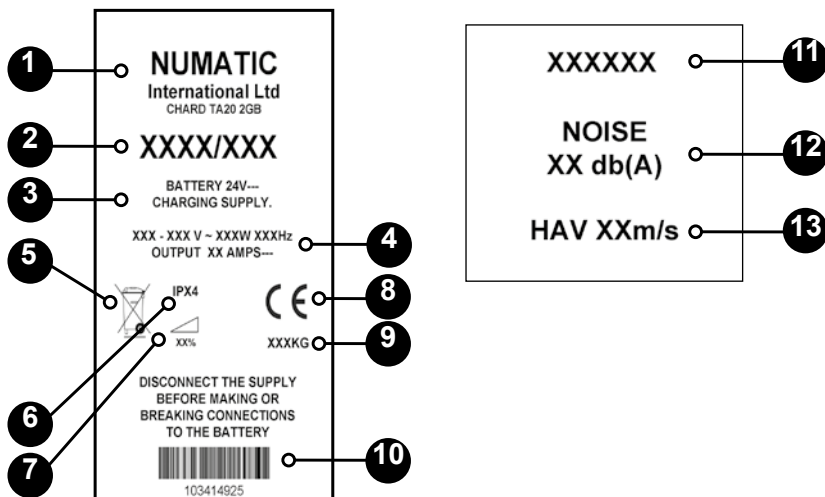 1
NUMATIC
International Ltd
CHARD TA20 2GB
2
XXXX/XXX
3
BATTERY 24V---
CHARGING SUPPLY.
XXX - XXX V ~ XXXW XXXHz
OUTPUT XX AMPS---
4
5
IPX4
CE
8
XX%
XXXKG
9
6
7
DISCONNECT THE SUPPLY
BEFORE MAKING OR
BREAKING CONNECTIONS
TO THE BATTERY
10
103414925
XXXXXX
11
NOISE
XX db(A)
12
HAV XXm/s
13